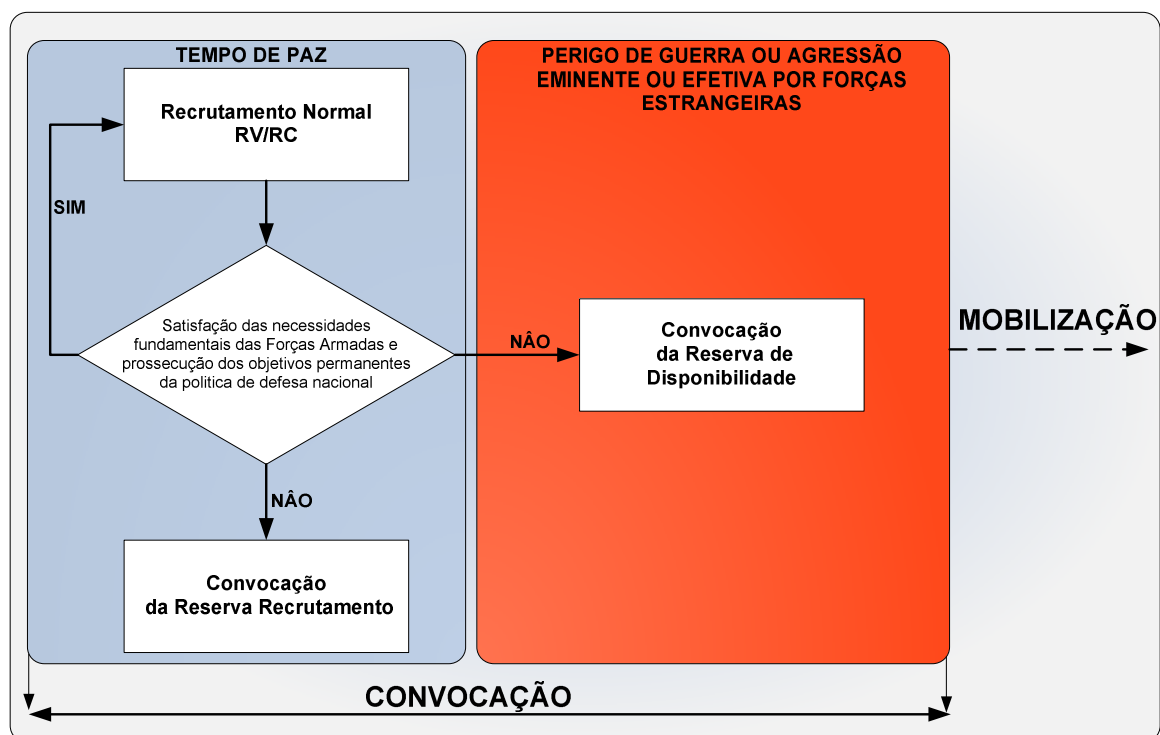 TEMPO DE PAZ
Recrutamento Normal
RV/RC
SIM
Satisfação das necessidades
fundamentais das Forças Armadas e
prossecução dos objetivos permanentes
da politica de defesa nacional
NÂO
Convocação
da Reserva Recrutamento
PERIGO DE GUERRA OU AGRESSÃO
EMINENTE OU EFETIVA POR FORÇAS
ESTRANGEIRAS
NÂO
Convocação
da Reserva de
Disponibilidade
MOBILIZAÇÃO
CONVOCAÇÃO